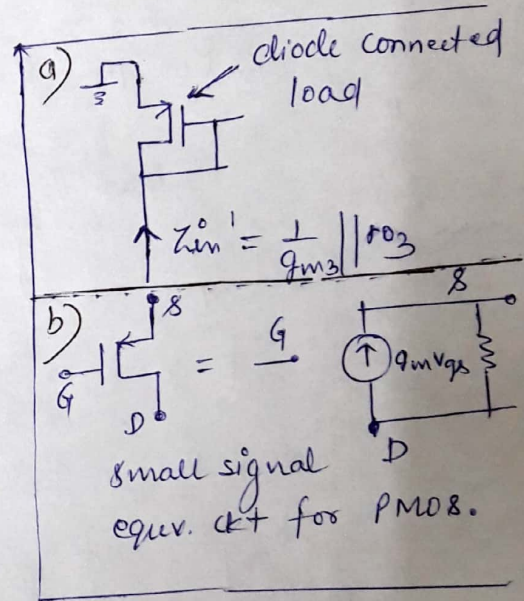 a)
diode connected
load
Zin' = 1/gm3 || ro3
b)
S
G
D
=
G
S
gmvgs
D
small signal
equv. ckt for PMOS.